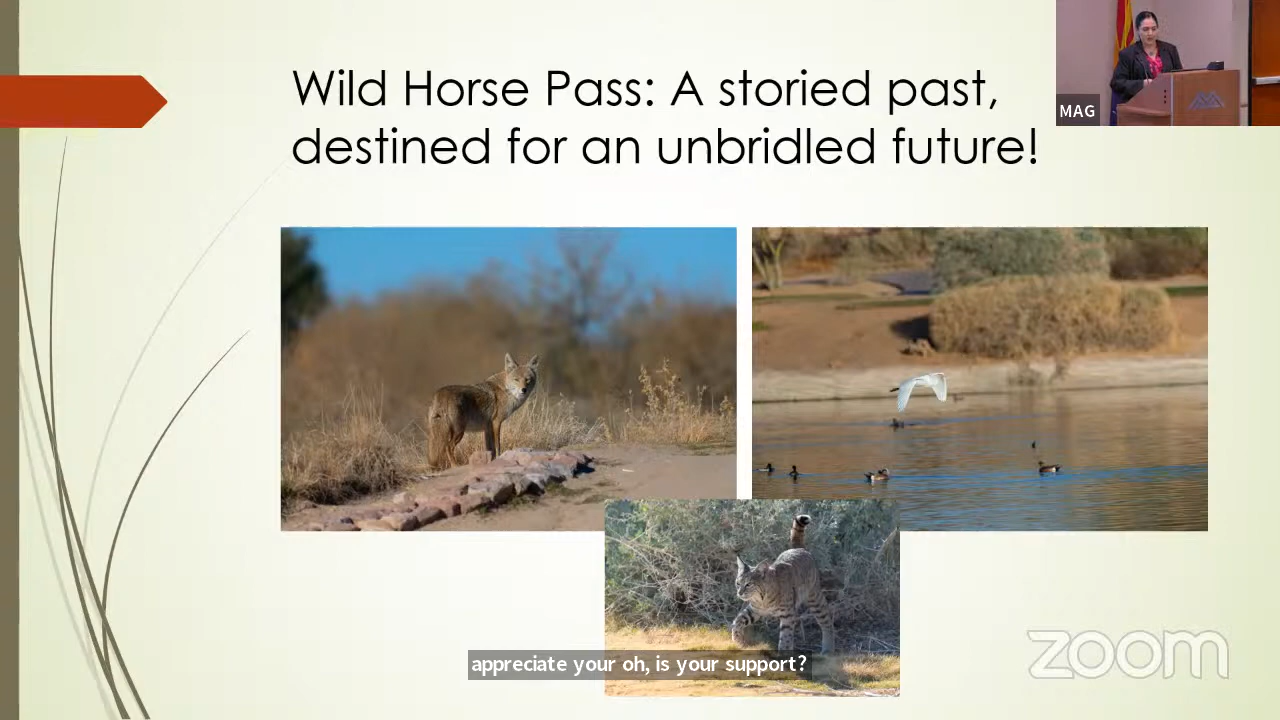 Wild Horse Pass: A storied past,
destined for an unbridled future!
MAG
appreciate your oh, is your support?
zoom